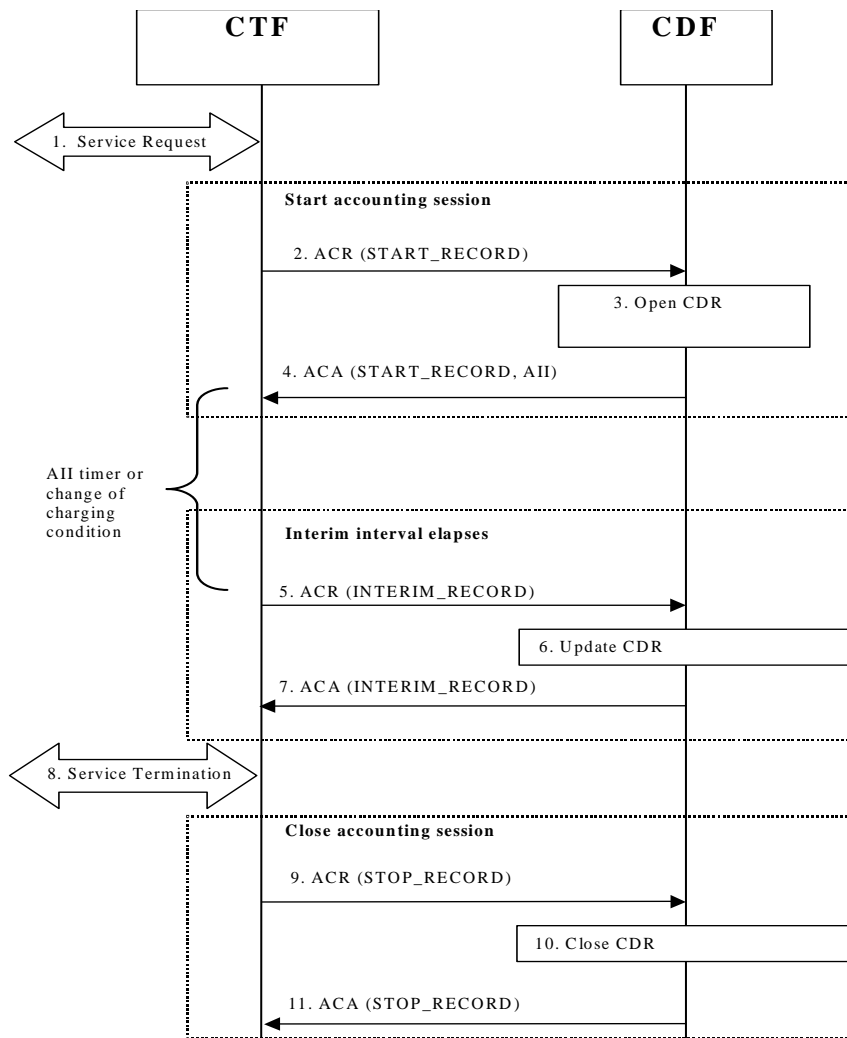 CTF
CDF
1. Service Request
Start accounting session
2. ACR (START_RECORD)
3. Open CDR
4. ACA (START_RECORD, AII)
AII timer or
change of
charging
condition
Interim interval elapses
5. ACR (INTERIM_RECORD)
6. Update CDR
7. ACA (INTERIM_RECORD)
8. Service Termination
Close accounting session
9. ACR (STOP_RECORD)
10. Close CDR
11. ACA (STOP_RECORD)